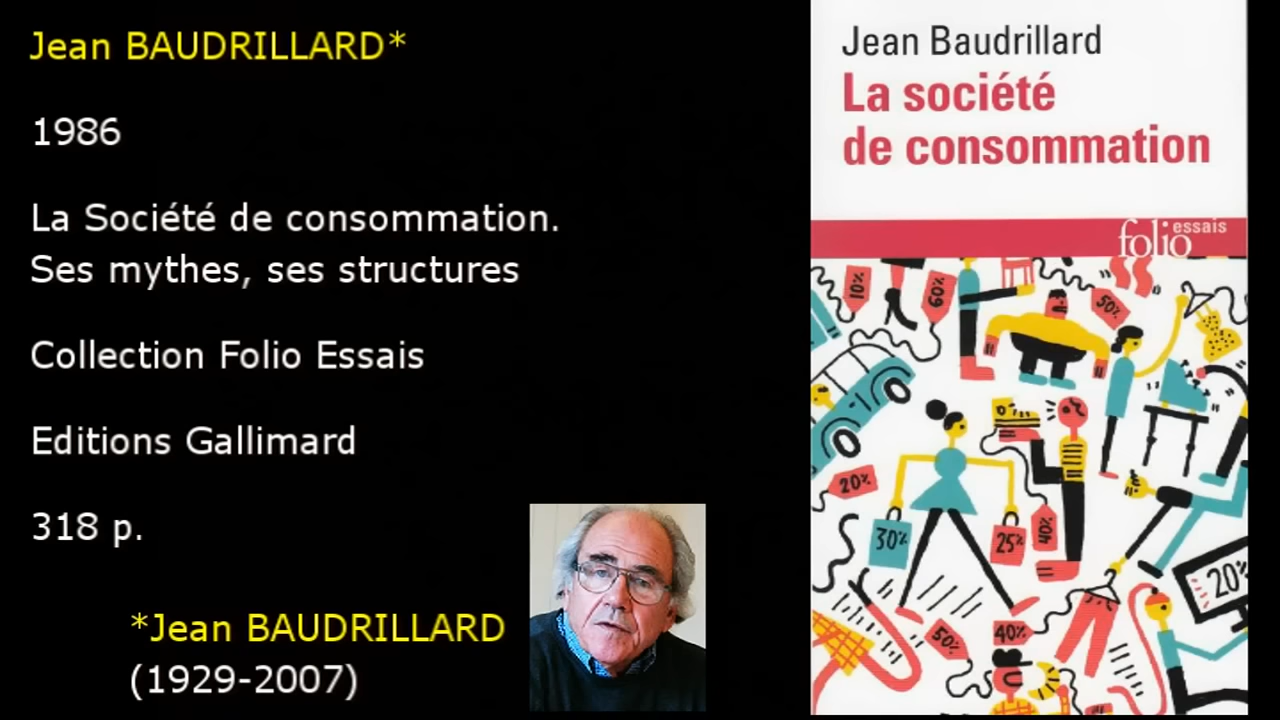 Jean BAUDRILLARD*
1986
La Société de consommation.
Ses mythes, ses structures
Collection Folio Essais
Editions Gallimard
318 p.
*Jean BAUDRILLARD
(1929-2007)
Jean Baudrillard
La société
de consommation
essais
folio
10%
60%
50%
20%
30%
25%
40%
20%
50%
40%